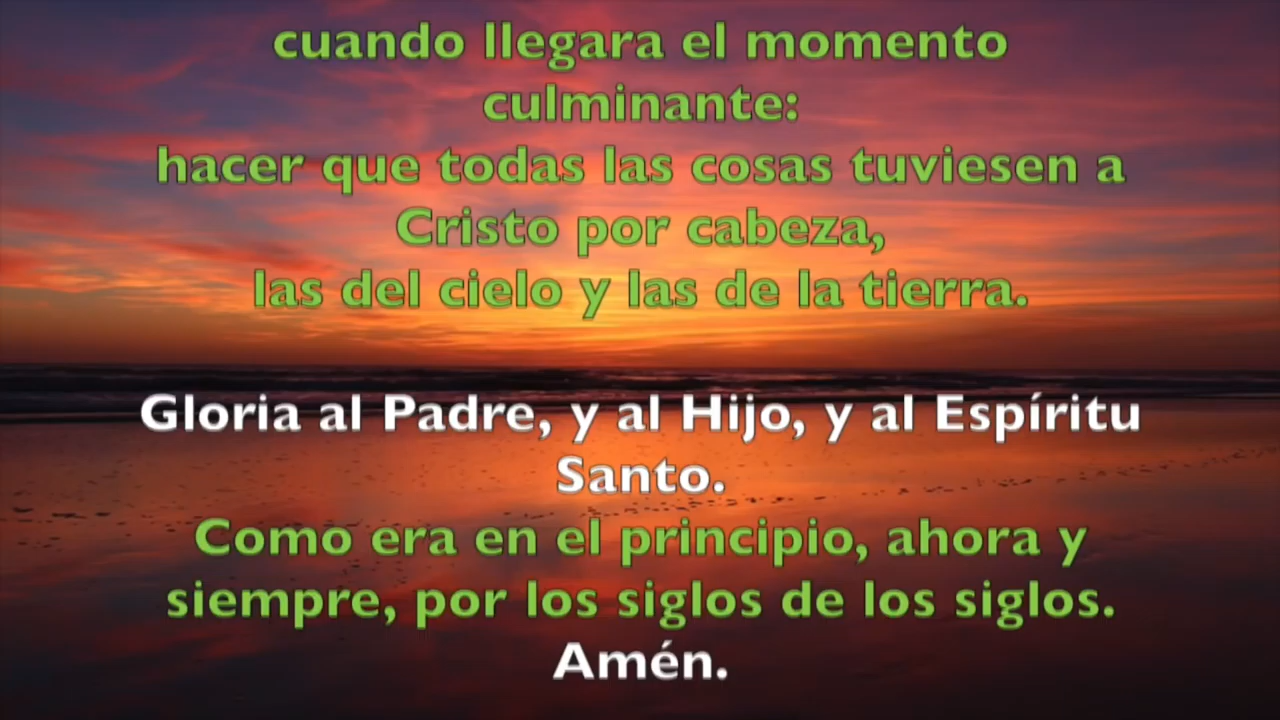 cuando llegara el momento
culminante:
hacer que todas las cosas tuviesen a
Cristo por cabeza,
las del cielo y las de la tierra.
Gloria al Padre, y al Hijo, y al Espíritu
Santo.
Como era en el principio, ahora y
siempre, por los siglos de los siglos.
Amén.